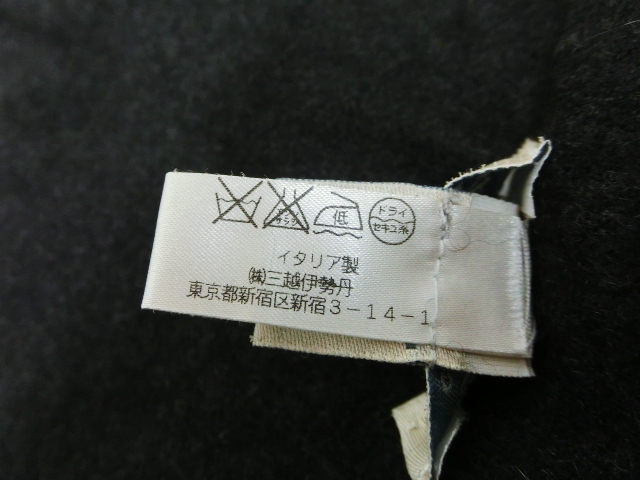 低 ドライ
セキユ系
イタリア製
㈱三越伊勢丹
東京都新宿区新宿3-14-1